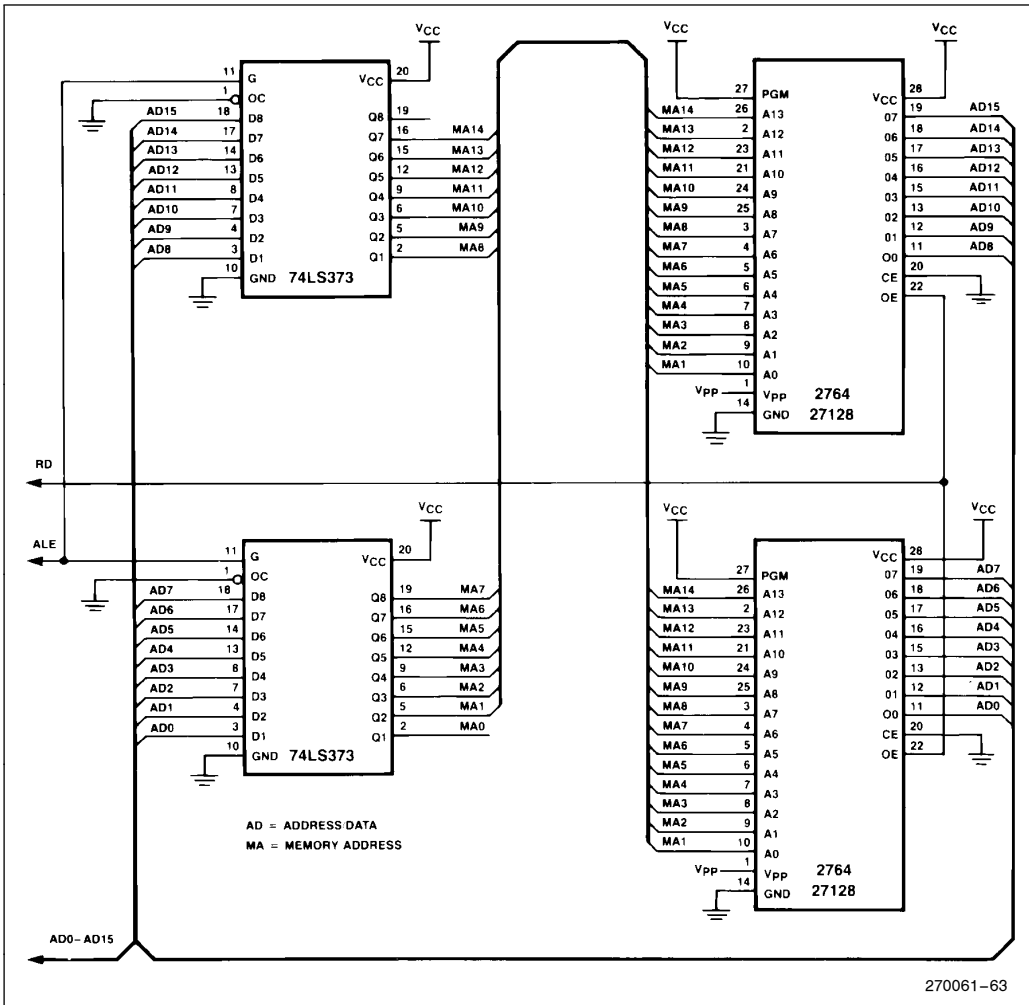 VCC
11
G
1
OC
VCC
20
AD15
18
D8
Q8
19
AD14
17
D7
Q7
16
MA14
AD13
14
D6
Q6
15
MA13
AD12
13
D5
Q5
12
MA12
AD11
8
D4
Q4
9
MA11
AD10
7
D3
Q3
6
MA10
AD9
4
D2
Q2
5
MA9
AD8
3
D1
Q1
2
MA8
10
GND
74LS373
VCC
VCC
27
PGM
VCC
28
MA14
26
A13
07
19
AD15
MA13
2
A12
06
18
AD14
MA12
23
A11
05
17
AD13
MA11
21
A10
04
16
AD12
MA10
24
A9
03
15
AD11
MA9
25
A8
02
13
AD10
MA8
3
A7
01
12
AD9
MA7
4
A6
O0
11
AD8
MA6
5
A5
CE
20
MA5
6
A4
OE
22
MA4
7
A3
MA3
8
A2
MA2
9
A1
MA1
10
A0
VPP
1
VPP
2764
14
GND
27128
RD
ALE
VCC
11
G
1
OC
VCC
20
AD7
18
D8
Q8
19
MA7
AD6
17
D7
Q7
16
MA6
AD5
14
D6
Q6
15
MA5
AD4
13
D5
Q5
12
MA4
AD3
8
D4
Q4
9
MA3
AD2
7
D3
Q3
6
MA2
AD1
4
D2
Q2
5
MA1
AD0
3
D1
Q1
2
MA0
10
GND
74LS373
VCC
VCC
27
PGM
VCC
28
MA14
26
A13
07
19
AD7
MA13
2
A12
06
18
AD6
MA12
23
A11
05
17
AD5
MA11
21
A10
04
16
AD4
MA10
24
A9
03
15
AD3
MA9
25
A8
02
13
AD2
MA8
3
A7
01
12
AD1
MA7
4
A6
O0
11
AD0
MA6
5
A5
CE
20
MA5
6
A4
OE
22
MA4
7
A3
MA3
8
A2
MA2
9
A1
MA1
10
A0
VPP
1
VPP
2764
14
GND
27128
AD = ADDRESS/DATA
MA = MEMORY ADDRESS
AD0–AD15
270061–63